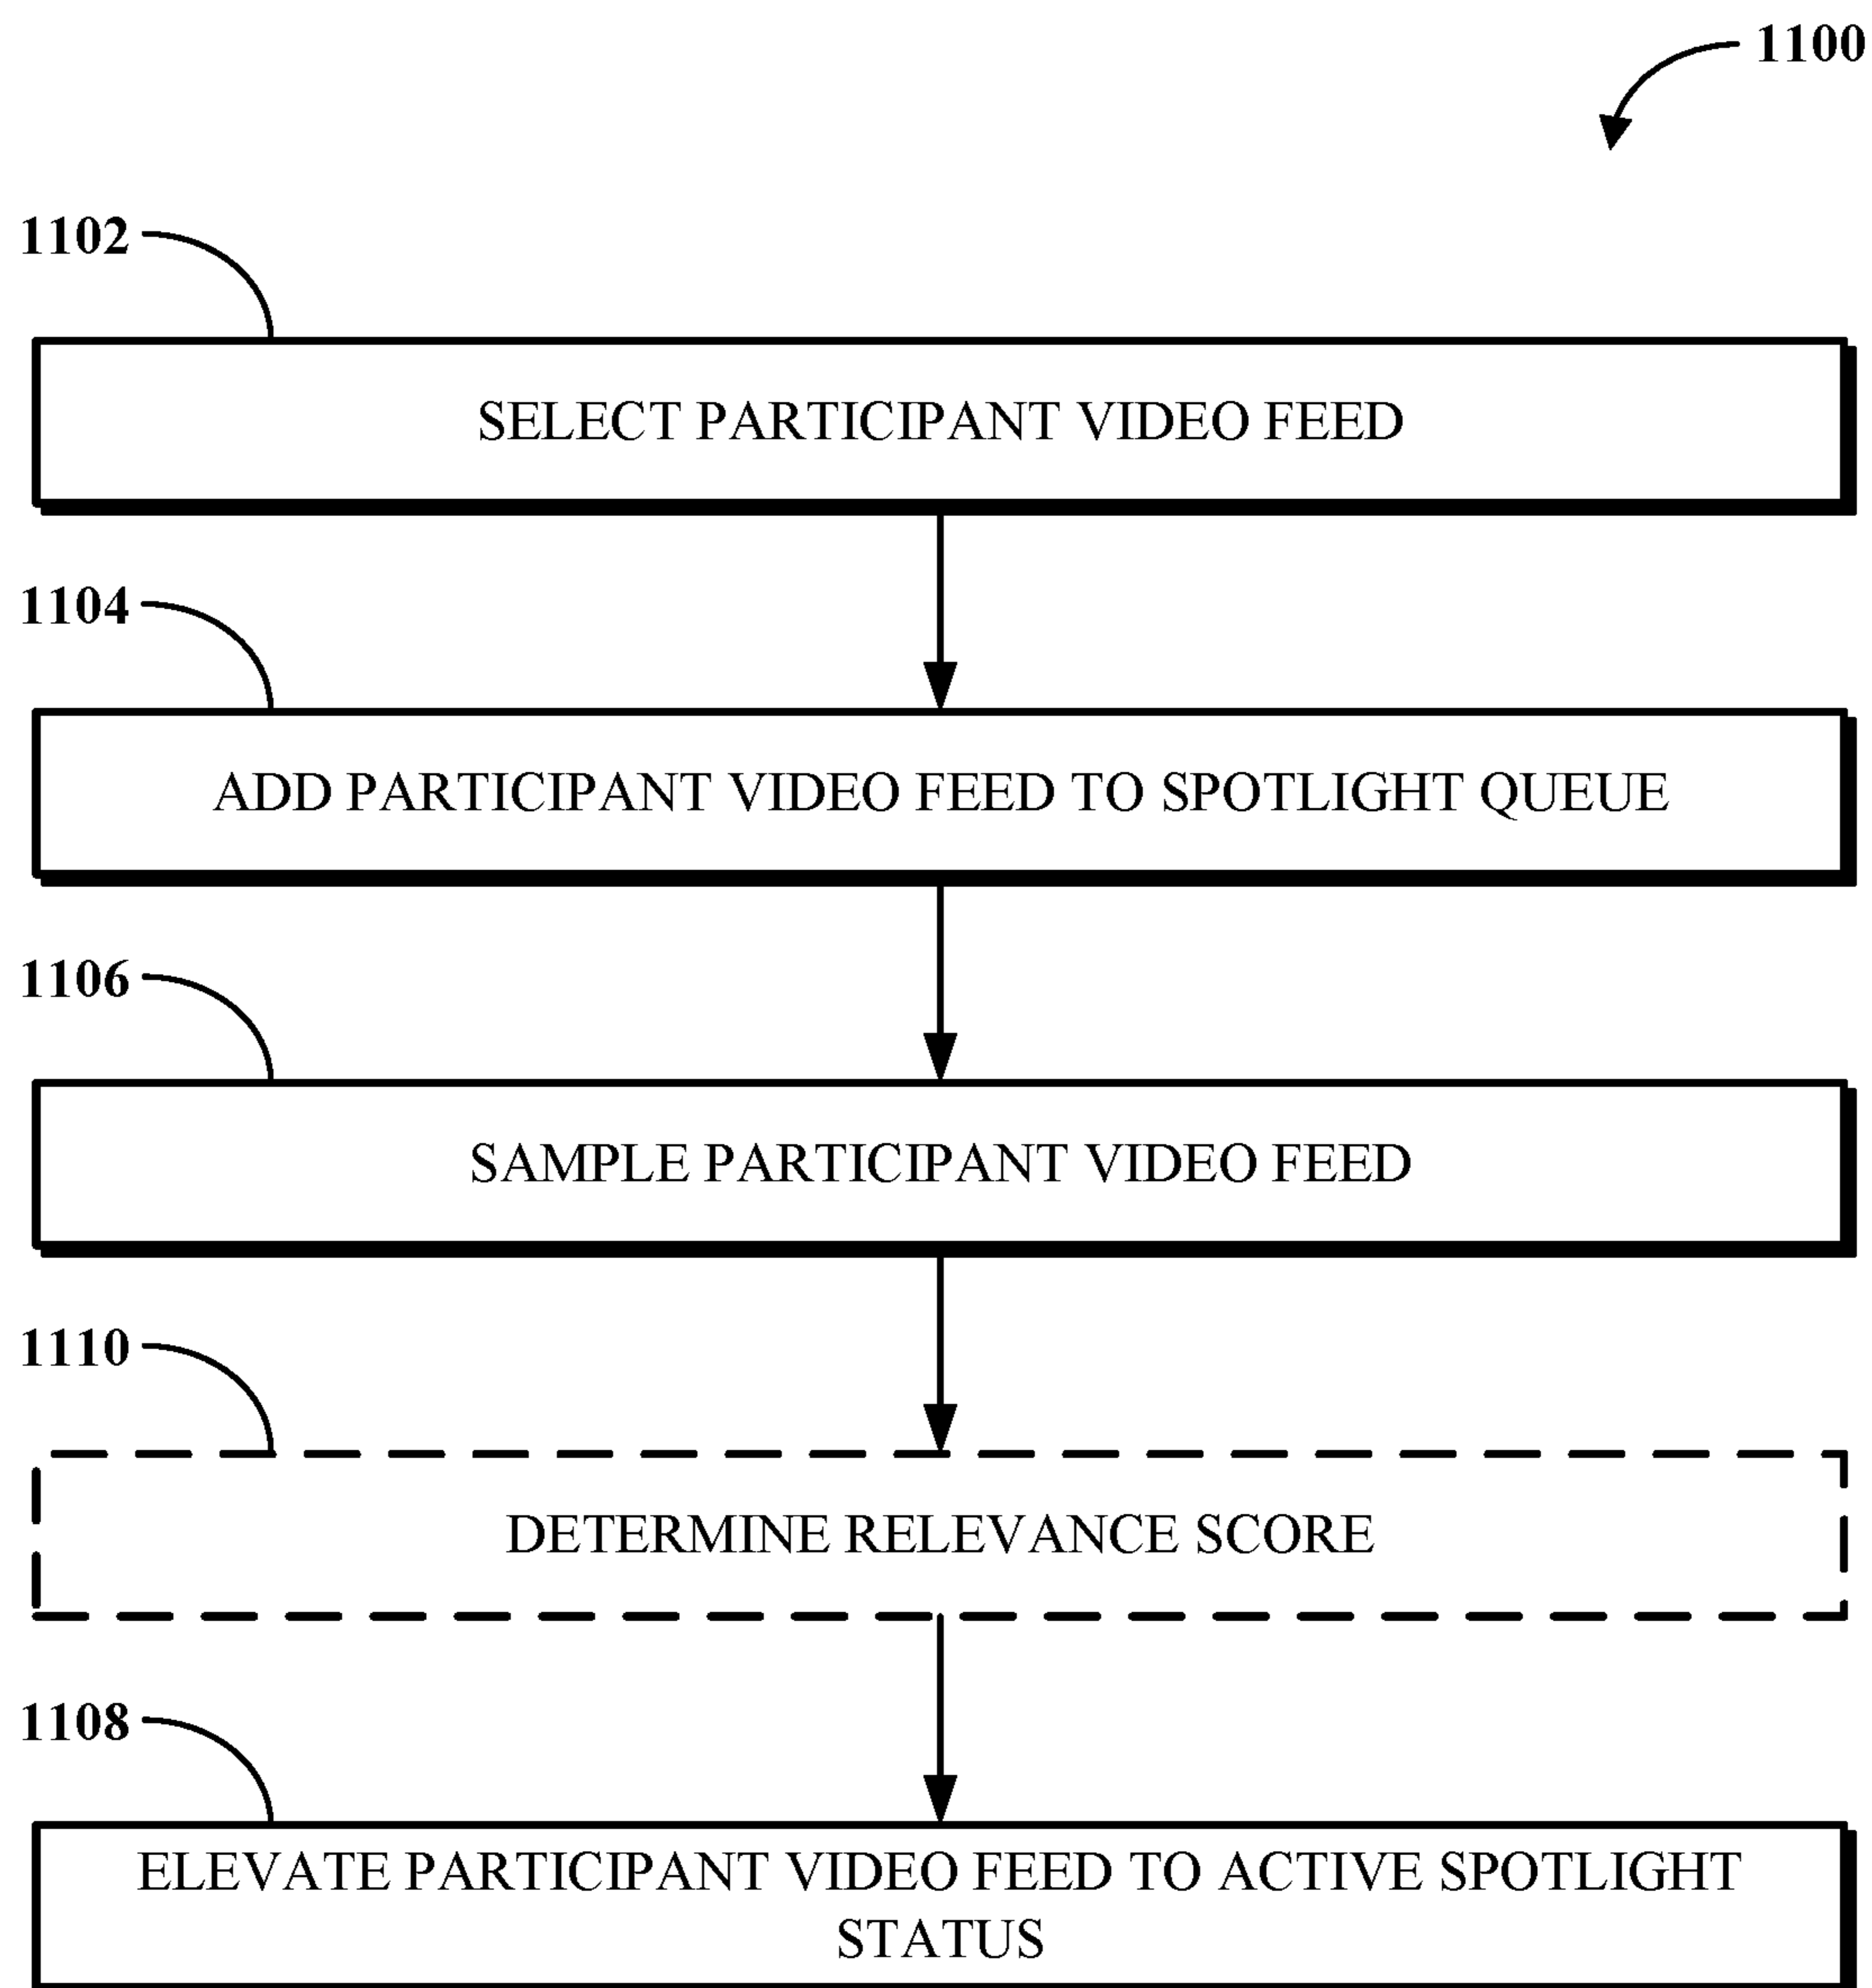 1100
1102
SELECT PARTICIPANT VIDEO FEED
1104
ADD PARTICIPANT VIDEO FEED TO SPOTLIGHT QUEUE
1106
SAMPLE PARTICIPANT VIDEO FEED
1110
DETERMINE RELEVANCE SCORE
1108
ELEVATE PARTICIPANT VIDEO FEED TO ACTIVE SPOTLIGHT
STATUS